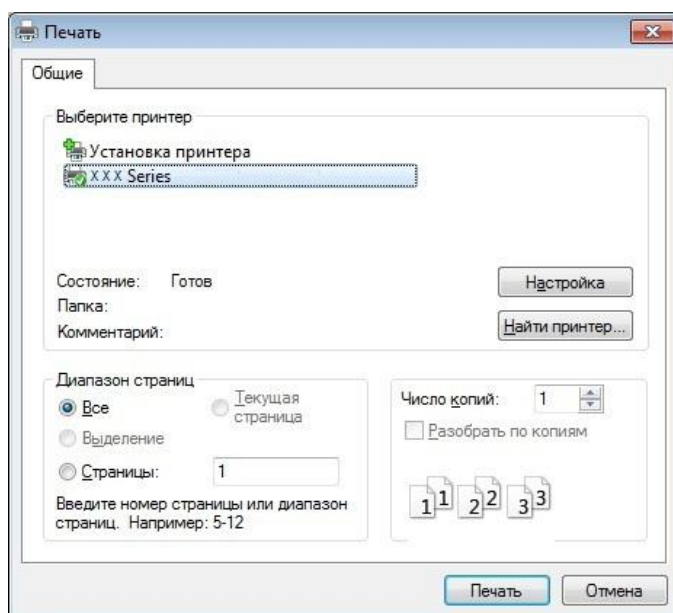 Печать
Общие
Выберите принтер
Установка принтера
XXX Series
Состояние: Готов
Папка:
Комментарий:
Настройка
Найти принтер...
Диапазон страниц
Все
Текущая
страница
Выделение
Страницы: 1
Введите номер страницы или диапазон
страниц. Например: 5-12
Число копий: 1
Разобрать по копиям
1 1 2 2 3 3
Печать
Отмена